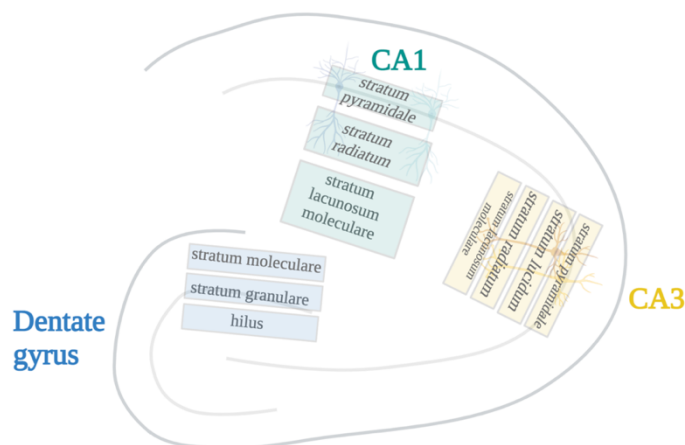 CA1
stratum
pyramidale
stratum
radiatum
stratum
lacunosum
moleculare
stratum lacunosum
moleculare
stratum radiatum
stratum lucidum
stratum pyramidale
CA3
stratum moleculare
stratum granulare
hilus
Dentate
gyrus